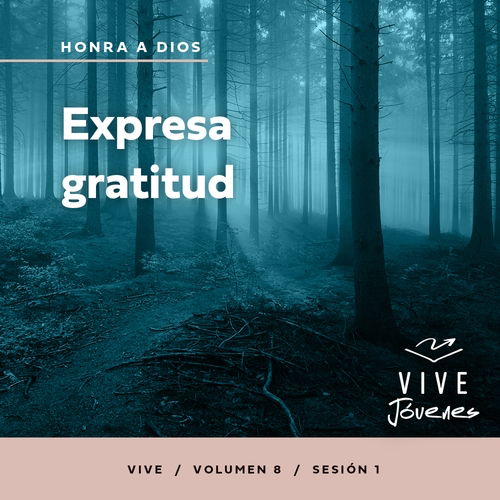 HONRA A DIOS
Expresa
gratitud
VIVE
Jóvenes
VIVE / VOLUMEN 8 / SESIÓN 1